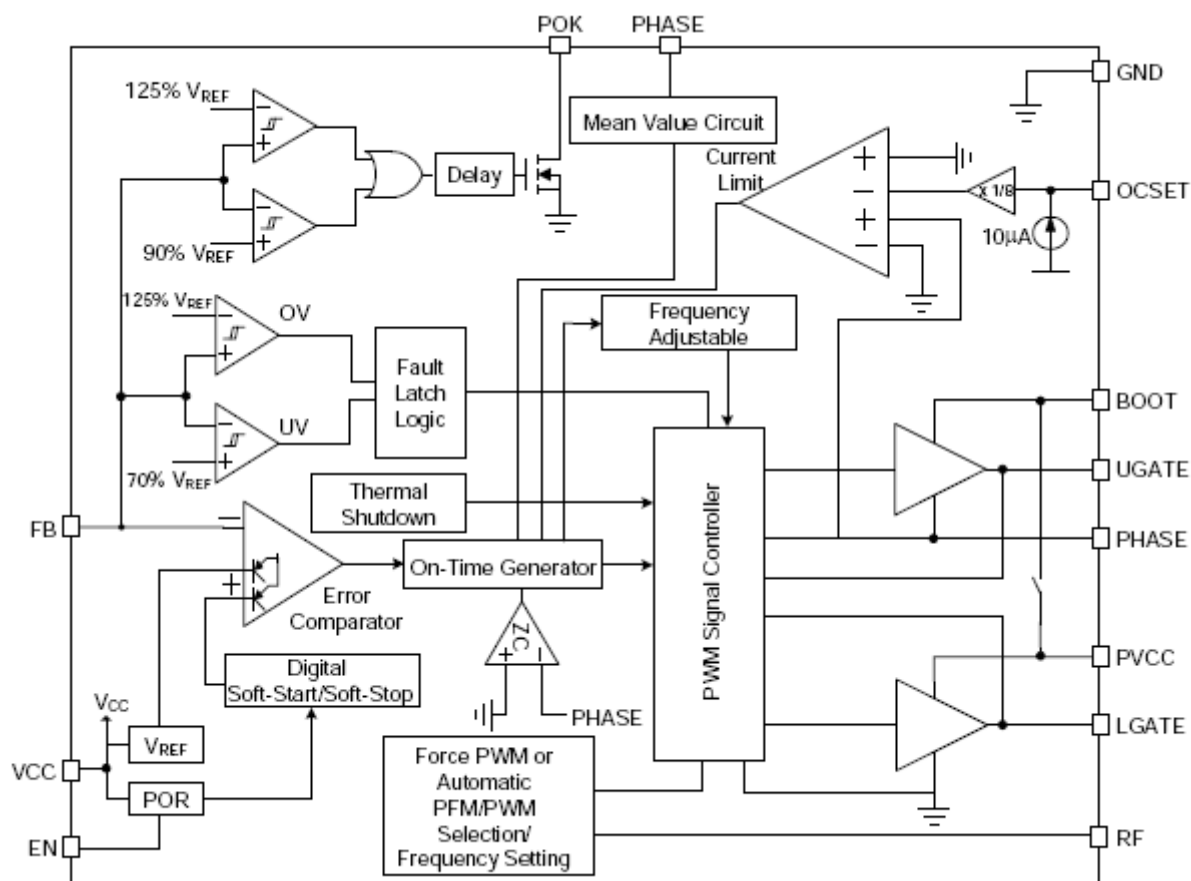 POK
PHASE
GND
125% VREF
Mean Value Circuit
Current
Limit
Delay
X 1/8
OCSET
10µA
90% VREF
125% VREF
OV
Fault
Latch
Logic
Frequency
Adjustable
UV
70% VREF
BOOT
UGATE
Thermal
Shutdown
PWM Signal Controller
FB
PHASE
On-Time Generator
Error
Comparator
ZC
Digital
Soft-Start/Soft-Stop
PHASE
PVCC
VCC
VREF
LGATE
VCC
Force PWM or
Automatic
PFM/PWM
Selection/
Frequency Setting
POR
EN
RF